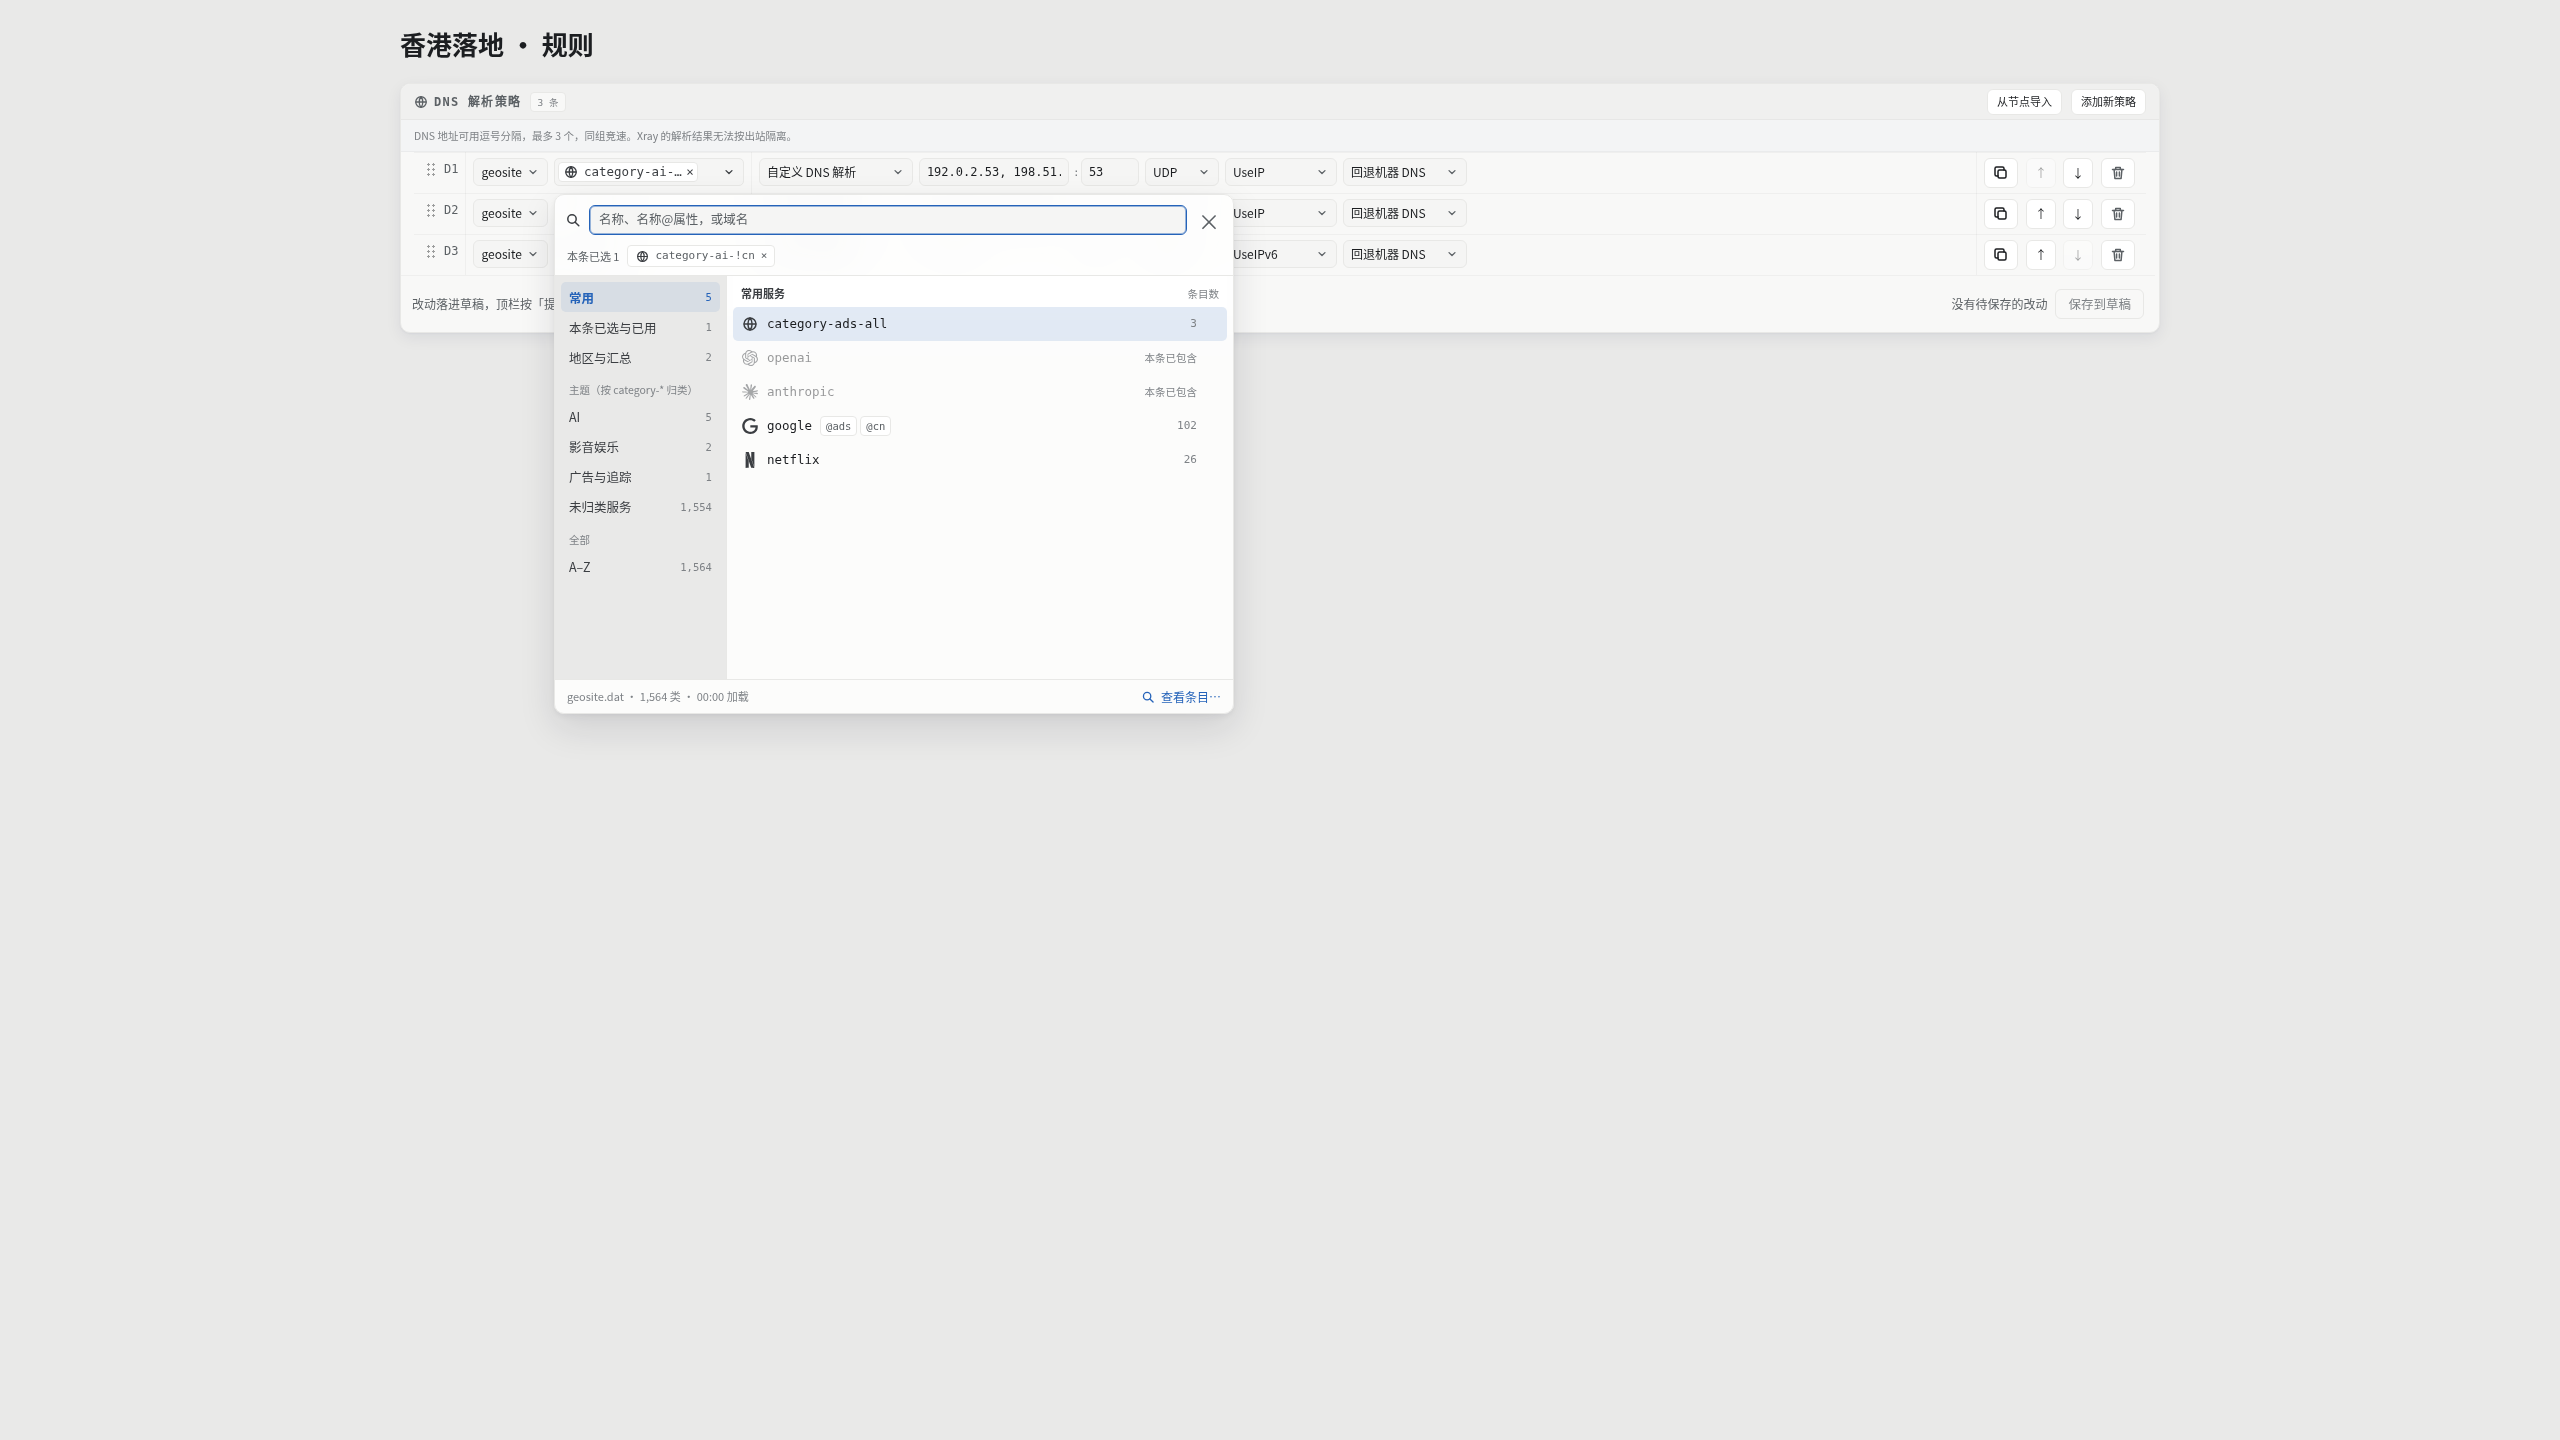 香港落地 · 规则
DNS 解析策略 3 条 从节点导入 添加新策略
DNS 地址可用逗号分隔，最多 3 个，同组竞速。Xray 的解析结果无法按出站隔离。
D1 geosite category-ai-… × 自定义 DNS 解析 192.0.2.53, 198.51. : 53 UDP UseIP 回退机器 DNS ↑ ↓
D2 geosite UseIP 回退机器 DNS ↑ ↓
D3 geosite UseIPv6 回退机器 DNS ↑ ↓
改动落进草稿，顶栏按「提 没有待保存的改动 保存到草稿
名称、名称@属性，或域名
本条已选 1 category-ai-!cn ×
常用 5
本条已选与已用 1
地区与汇总 2
主题（按 category-* 归类）
AI 5
影音娱乐 2
广告与追踪 1
未归类服务 1,554
全部
A–Z 1,564
常用服务 条目数
category-ads-all 3
openai 本条已包含
anthropic 本条已包含
google @ads @cn 102
netflix 26
geosite.dat · 1,564 类 · 00:00 加载 查看条目…